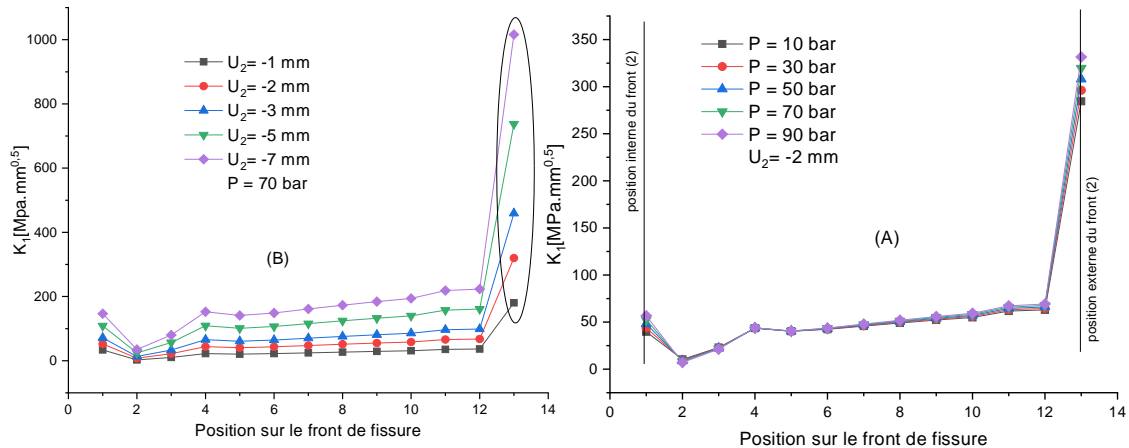 K1[Mpa.mm0,5]
1000
800
600
400
200
0
U2= -1 mm
U2= -2 mm
U2= -3 mm
U2= -5 mm
U2= -7 mm
P = 70 bar
(B)
0 2 4 6 8 10 12 14
Position sur le front de fissure
K1[MPa.mm0,5]
350
300
250
200
150
100
50
0
position interne du front (2)
P = 10 bar
P = 30 bar
P = 50 bar
P = 70 bar
P = 90 bar
U2= -2 mm
(A)
position externe du front (2)
0 2 4 6 8 10 12 14
Position sur le front de fissure